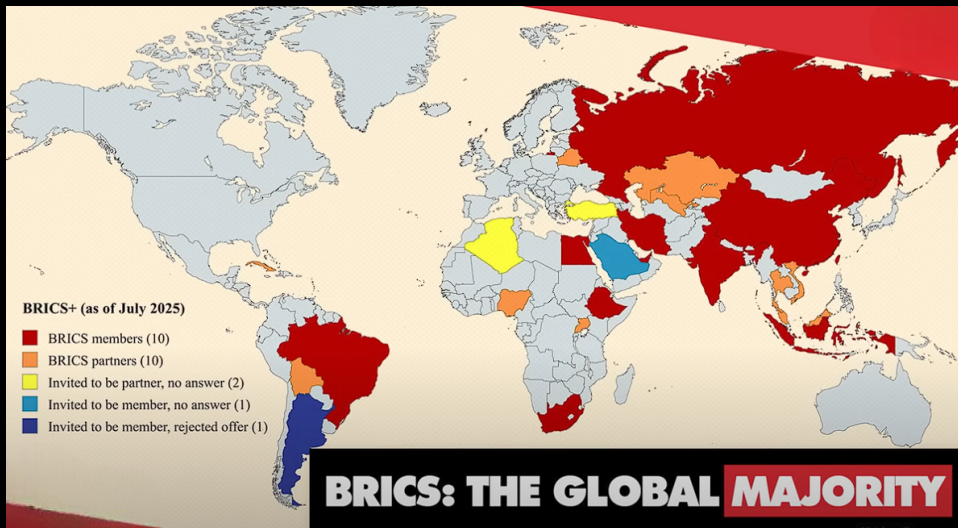 BRICS+ (as of July 2025)
BRICS members (10)
BRICS partners (10)
Invited to be partner, no answer (2)
Invited to be member, no answer (1)
Invited to be member, rejected offer (1)
BRICS: THE GLOBAL MAJORITY